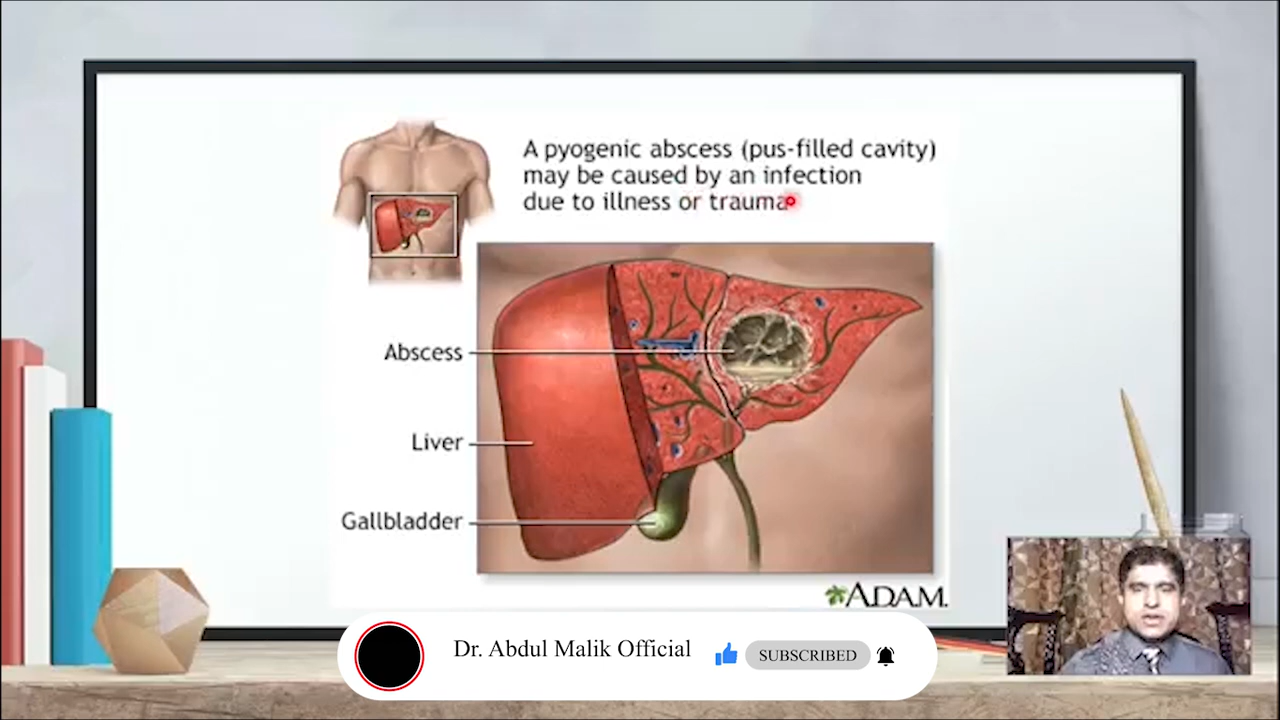 A pyogenic abscess (pus-filled cavity)
may be caused by an infection
due to illness or trauma
Abscess
Liver
Gallbladder
ADAM.
Dr. Abdul Malik Official
SUBSCRIBED